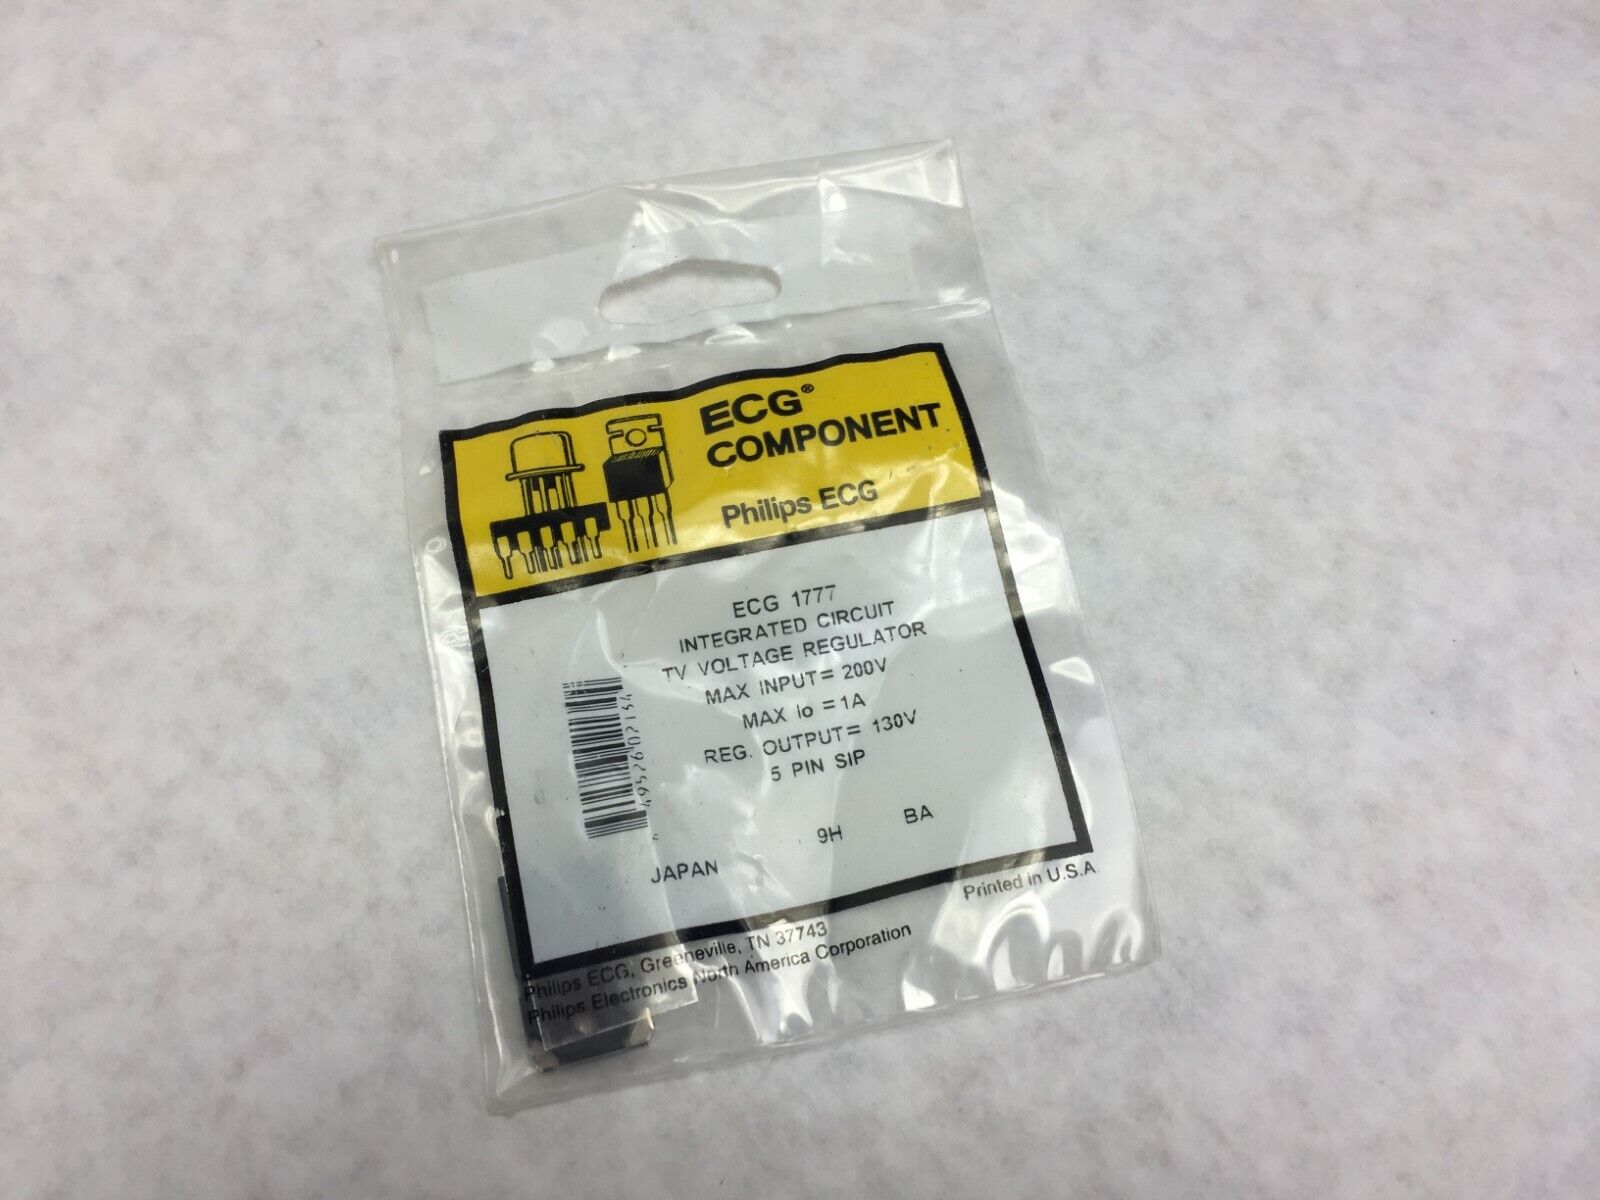 ECG®
COMPONENT
Philips ECG
ECG 1777
INTEGRATED CIRCUIT
TV VOLTAGE REGULATOR
MAX INPUT= 200V
MAX Io =1A
REG. OUTPUT= 130V
5 PIN SIP
9H BA
JAPAN
Printed in U.S.A.
Philips ECG, Greeneville, TN 37743
Philips Electronics North America Corporation